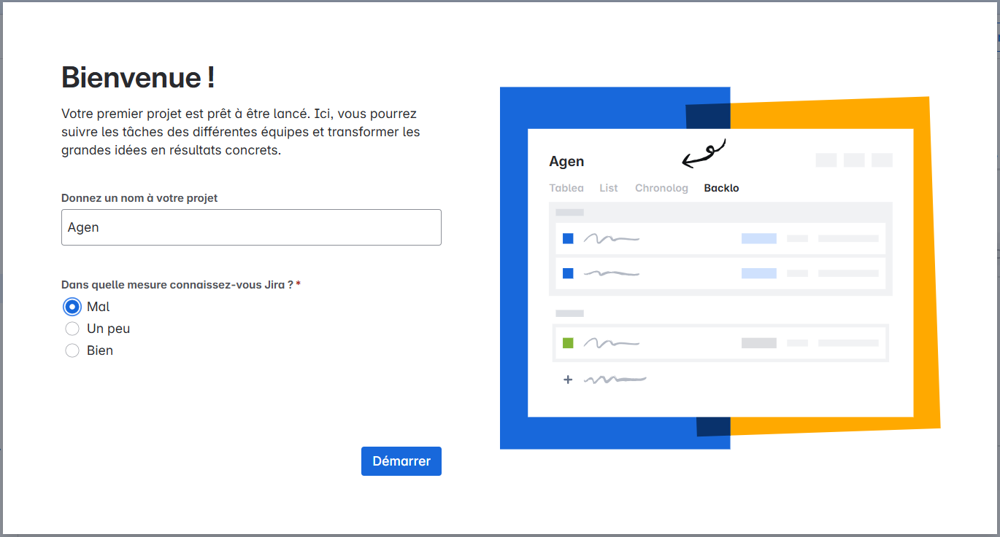 Bienvenue !
Votre premier projet est prêt à être lancé. Ici, vous pourrez
suivre les tâches des différentes équipes et transformer les
grandes idées en résultats concrets.
Donnez un nom à votre projet
Agen
Dans quelle mesure connaissez-vous Jira ? *
Mal
Un peu
Bien
Démarrer
Agen
Tablea List Chronolog Backlo